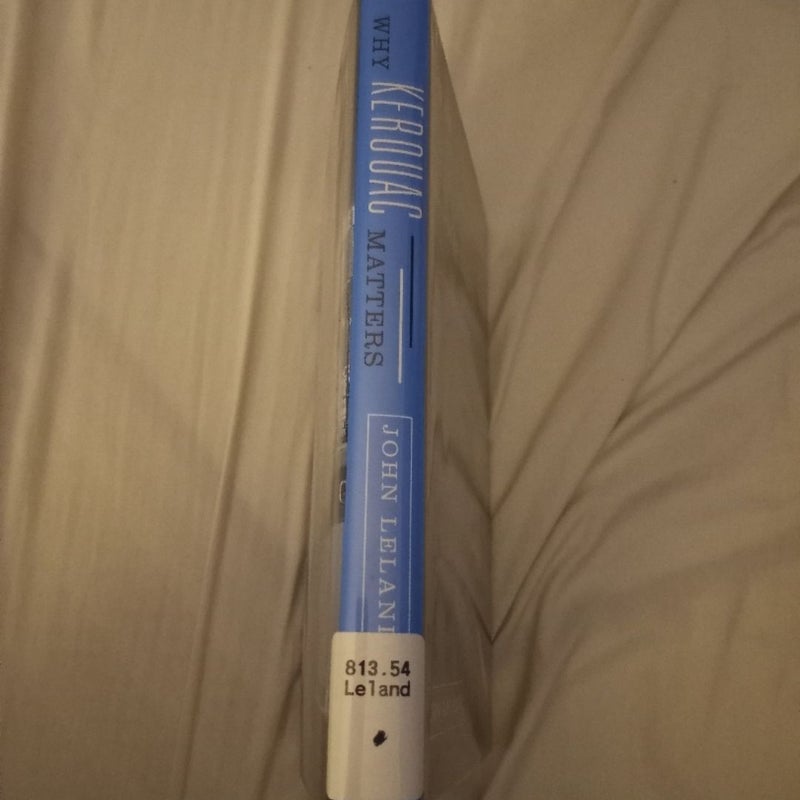 WHY KEROUAC MATTERS
JOHN LELAN
813.54
Leland